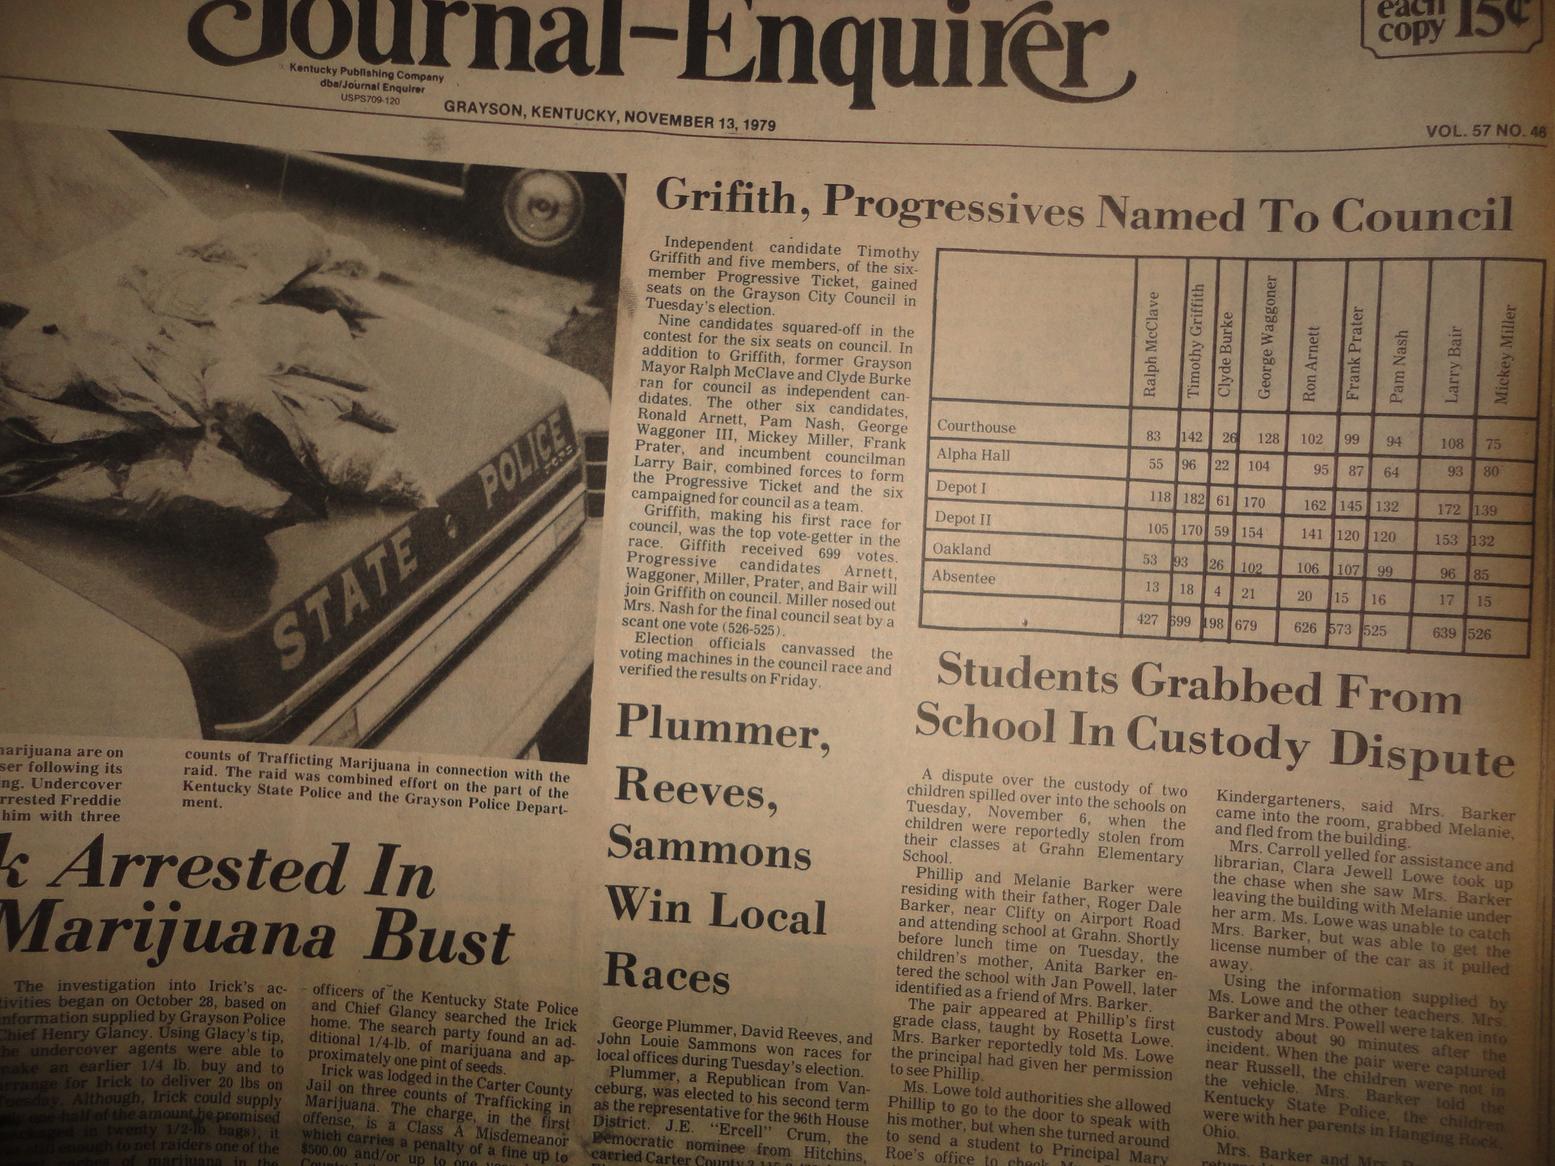 Journal-Enquirer
each
copy 15¢
Kentucky Publishing Company
dba/Journal Enquirer
USPS709-120
GRAYSON, KENTUCKY, NOVEMBER 13, 1979
VOL. 57 NO. 46
STATE POLICE
marijuana are on
following its
Undercover
arrested Freddie
him with three
counts of Trafficting Marijuana in connection with the
raid. The raid was combined effort on the part of the
Kentucky State Police and the Grayson Police Depart-
ment.
Arrested In
Marijuana Bust
The investigation into Irick's ac-
tivities began on October 28, based on
information supplied by Grayson Police
Chief Henry Glancy. Using Glacy's tip,
the undercover agents were able to
make an earlier 1/4 lb. buy and to
arrange for Irick to deliver 20 lbs on
Tuesday. Although, Irick could supply
only one-half of the amount he promised
packaged in twenty 1/2-lb. bags), it
enough to net raiders one of the
of marijuana in the
officers of the Kentucky State Police
and Chief Glancy searched the Irick
home. The search party found an ad-
ditional 1/4-lb. of marijuana and ap-
proximately one pint of seeds.
Irick was lodged in the Carter County
Jail on three counts of Trafficking in
Marijuana. The charge, in the first
offense, is a Class A Misdemeanor
which carries a penalty of a fine up to
$500.00 and/or up to one
Grifith, Progressives Named To Council
Independent candidate Timothy
Griffith and five members, of the six-
member Progressive Ticket, gained
seats on the Grayson City Council in
Tuesday's election.
Nine candidates squared-off in the
contest for the six seats on council. In
addition to Griffith, former Grayson
Mayor Ralph McClave and Clyde Burke
ran for council as independent can-
didates. The other six candidates,
Ronald Arnett, Pam Nash, George
Waggoner III, Mickey Miller, Frank
Prater, and incumbent councilman
Larry Bair, combined forces to form
the Progressive Ticket and the six
campaigned for council as a team.
Griffith, making his first race for
council, was the top vote-getter in the
race. Giffith received 699 votes.
Progressive candidates Arnett,
Waggoner, Miller, Prater, and Bair will
join Griffith on council. Miller nosed out
Mrs. Nash for the final council seat by a
scant one vote (526-525).
Election officials canvassed the
voting machines in the council race and
verified the results on Friday.
Ralph McClave Timothy Griffith Clyde Burke George Waggoner Ron Arnett Frank Prater Pam Nash Larry Bair Mickey Miller
Courthouse 83 142 26 128 102 99 94 108 75
Alpha Hall 55 96 22 104 95 87 64 93 80
Depot I 118 182 61 170 162 145 132 172 139
Depot II 105 170 59 154 141 120 120 153 132
Oakland 53 93 26 102 106 107 99 96 85
Absentee 13 18 4 21 20 15 16 17 15
427 699 198 679 626 573 525 639 526
Plummer,
Reeves,
Sammons
Win Local
Races
George Plummer, David Reeves, and
John Louie Sammons won races for
local offices during Tuesday's election.
Plummer, a Republican from Van-
ceburg, was elected to his second term
as the representative for the 96th House
District. J.E. "Ercell" Crum, the
Democratic nominee from Hitchins,
carried Carter County
Students Grabbed From
School In Custody Dispute
A dispute over the custody of two
children spilled over into the schools on
Tuesday, November 6, when the
children were reportedly stolen from
their classes at Grahn Elementary
School.
Phillip and Melanie Barker were
residing with their father, Roger Dale
Barker, near Clifty on Airport Road
and attending school at Grahn. Shortly
before lunch time on Tuesday, the
children's mother, Anita Barker en-
tered the school with Jan Powell, later
identified as a friend of Mrs. Barker.
The pair appeared at Phillip's first
grade class, taught by Rosetta Lowe.
Mrs. Barker reportedly told Ms. Lowe
the principal had given her permission
to see Phillip.
Ms. Lowe told authorities she allowed
Phillip to go to the door to speak with
his mother, but when she turned around
to send a student to Principal Mary
Roe's office to check
Kindergarteners, said Mrs. Barker
came into the room, grabbed Melanie,
and fled from the building.
Mrs. Carroll yelled for assistance and
librarian, Clara Jewell Lowe took up
the chase when she saw Mrs. Barker
leaving the building with Melanie under
her arm. Ms. Lowe was unable to catch
Mrs. Barker, but was able to get the
license number of the car as it pulled
away.
Using the information supplied by
Ms. Lowe and the other teachers. Mrs.
Barker and Mrs. Powell were taken into
custody about 90 minutes after the
incident. When the pair were captured
near Russell, the children were not in
the vehicle. Mrs. Barker told the
Kentucky State Police, the children
were with her parents in Hanging Rock,
Ohio.
Mrs. Barker and Mrs.